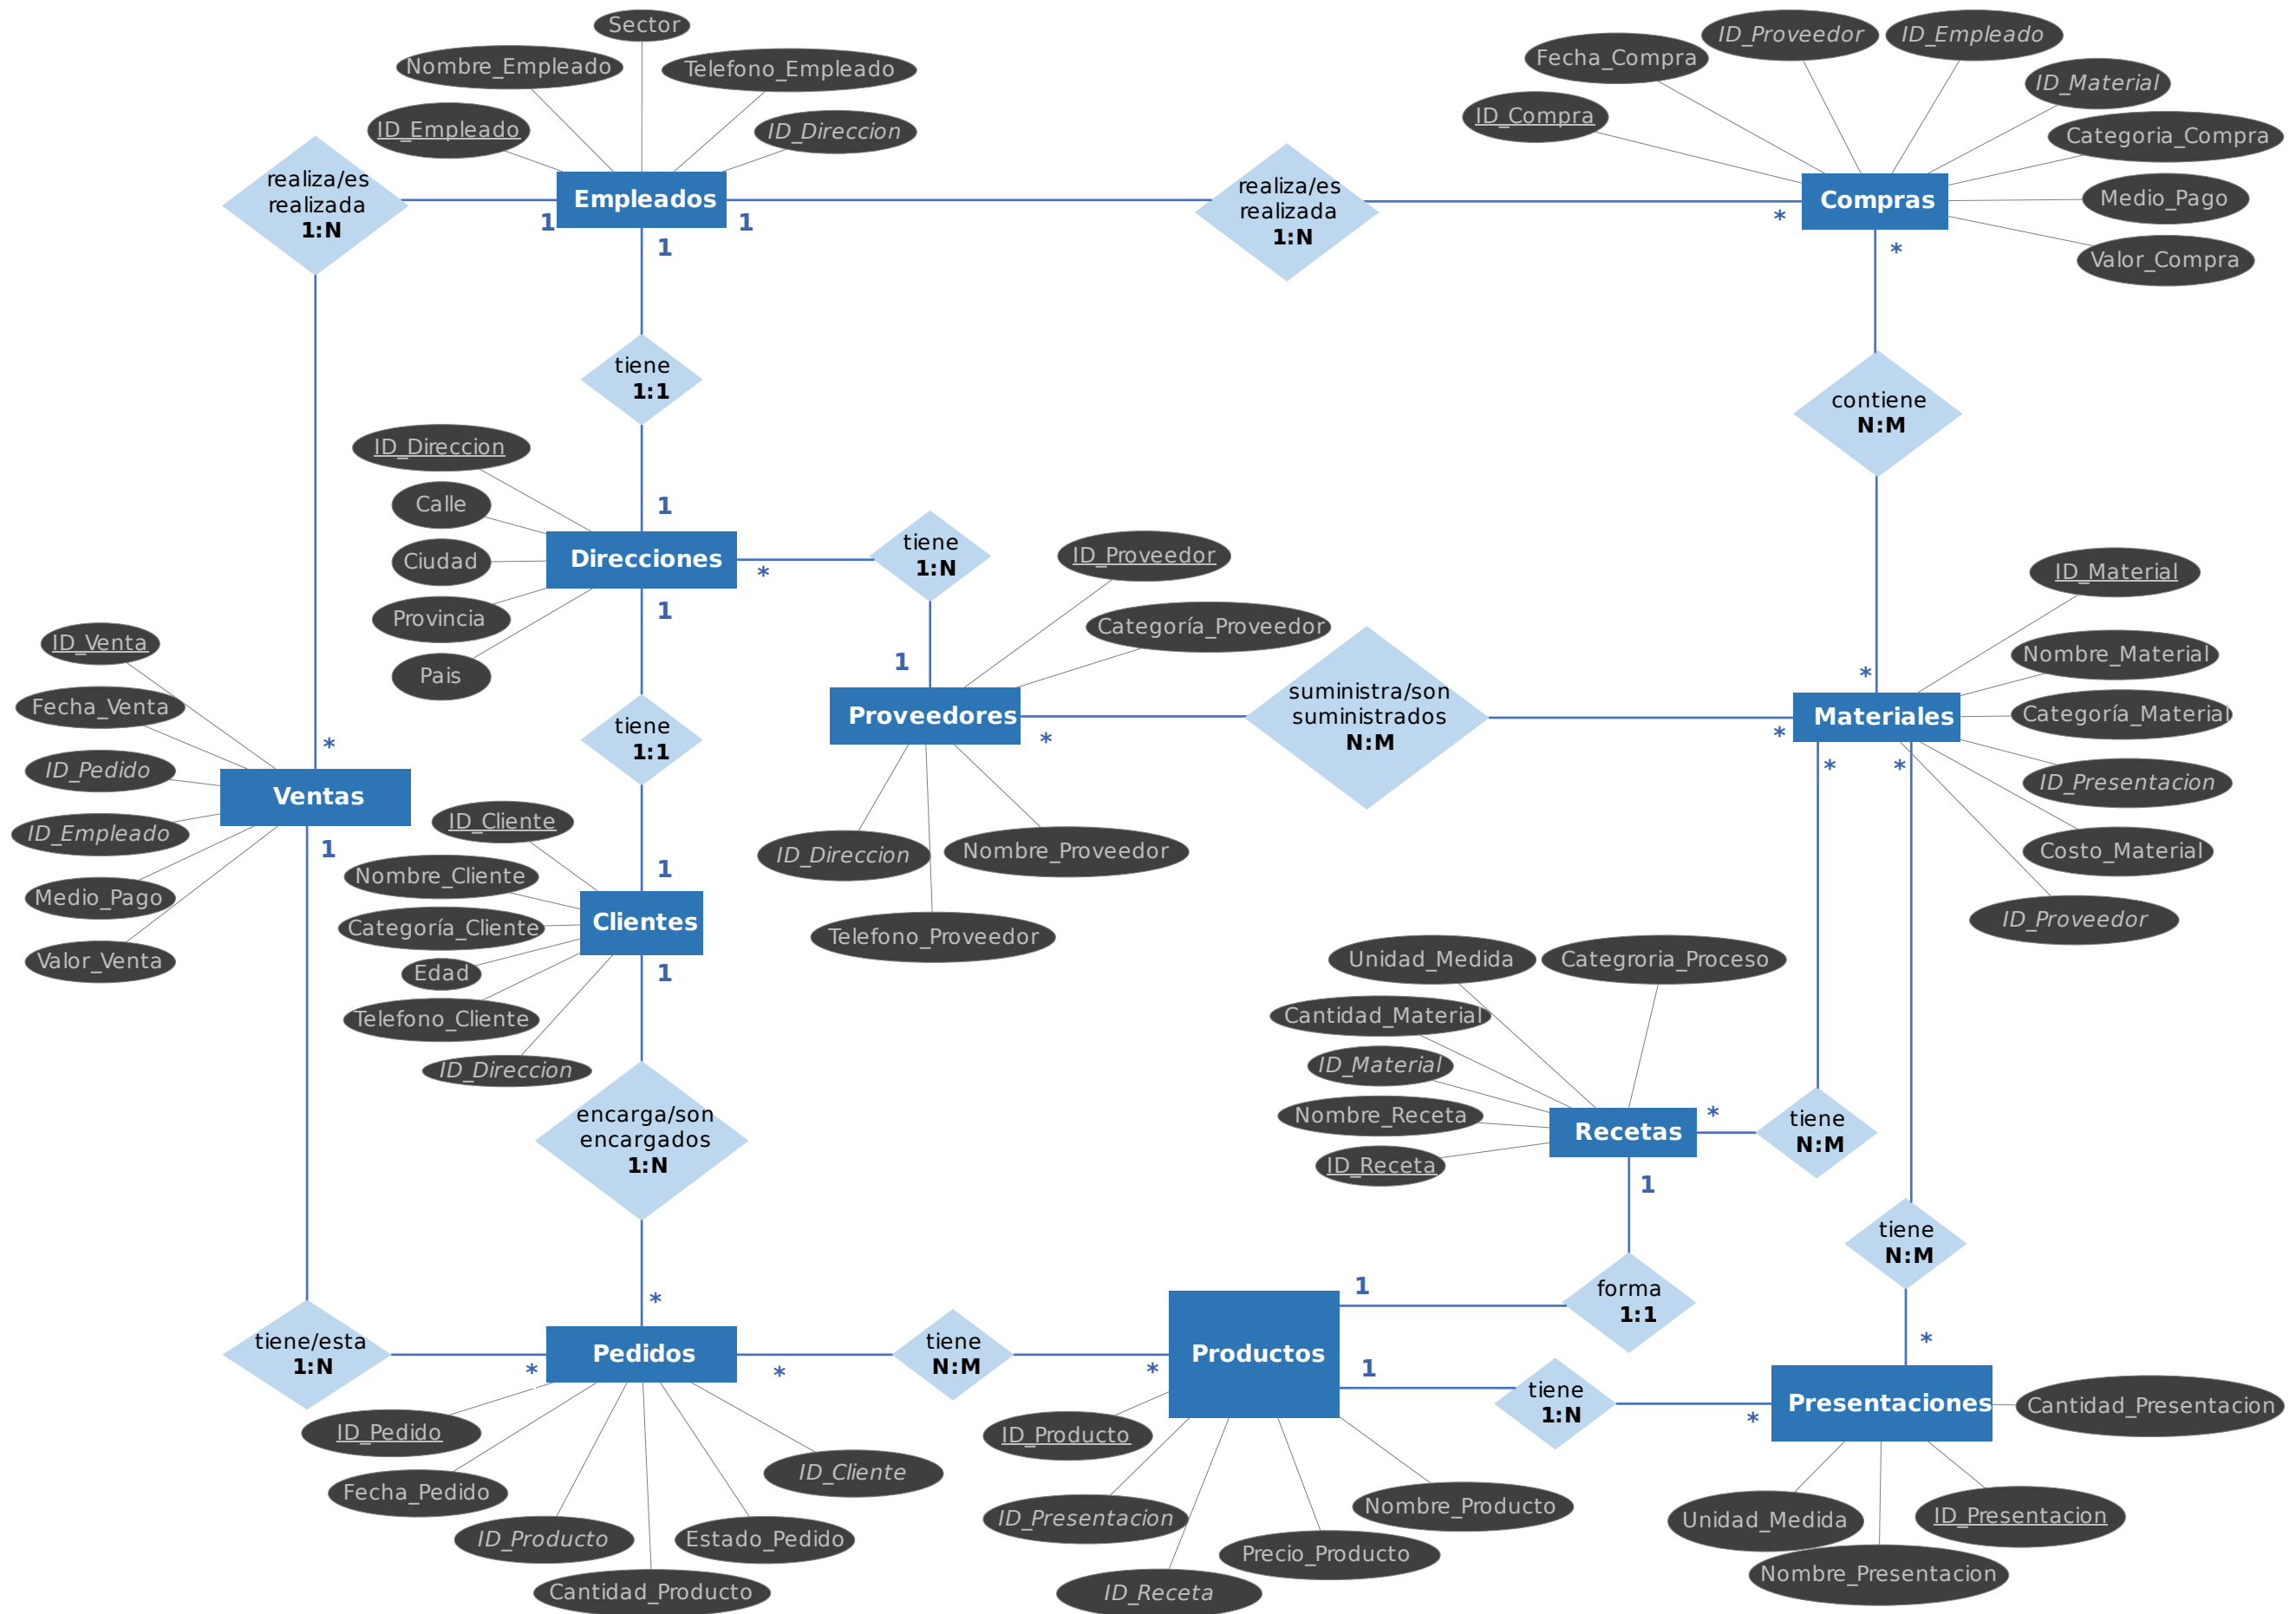 Sector
Nombre_Empleado
Telefono_Empleado
ID_Empleado
ID_Direccion
Empleados
realiza/es
realizada
1:N
1
1
1
realiza/es
realizada
1:N
ID_Proveedor
ID_Empleado
Fecha_Compra
ID_Material
ID_Compra
Categoria_Compra
Medio_Pago
Valor_Compra
Compras
*
*
tiene
1:1
contiene
N:M
ID_Direccion
Calle
Ciudad
Provincia
Pais
1
Direcciones
*
1
tiene
1:N
1
ID_Proveedor
Categoría_Proveedor
Proveedores
*
ID_Direccion
Nombre_Proveedor
Telefono_Proveedor
suministra/son
suministrados
N:M
ID_Material
Nombre_Material
Categoría_Material
ID_Presentacion
Costo_Material
ID_Proveedor
*
Materiales
*
*
*
ID_Venta
Fecha_Venta
ID_Pedido
ID_Empleado
Medio_Pago
Valor_Venta
*
Ventas
1
tiene
1:1
ID_Cliente
Nombre_Cliente
Categoría_Cliente
Edad
Telefono_Cliente
ID_Direccion
1
Clientes
1
Unidad_Medida
Categroria_Proceso
Cantidad_Material
ID_Material
Nombre_Receta
ID_Receta
Recetas
*
1
tiene
N:M
encarga/son
encargados
1:N
tiene
N:M
forma
1:1
tiene/esta
1:N
*
Pedidos
*
*
tiene
N:M
*
Productos
1
1
tiene
1:N
*
*
Presentaciones
Cantidad_Presentacion
ID_Pedido
Fecha_Pedido
ID_Producto
Cantidad_Producto
Estado_Pedido
ID_Cliente
ID_Producto
ID_Presentacion
ID_Receta
Precio_Producto
Nombre_Producto
Unidad_Medida
Nombre_Presentacion
ID_Presentacion